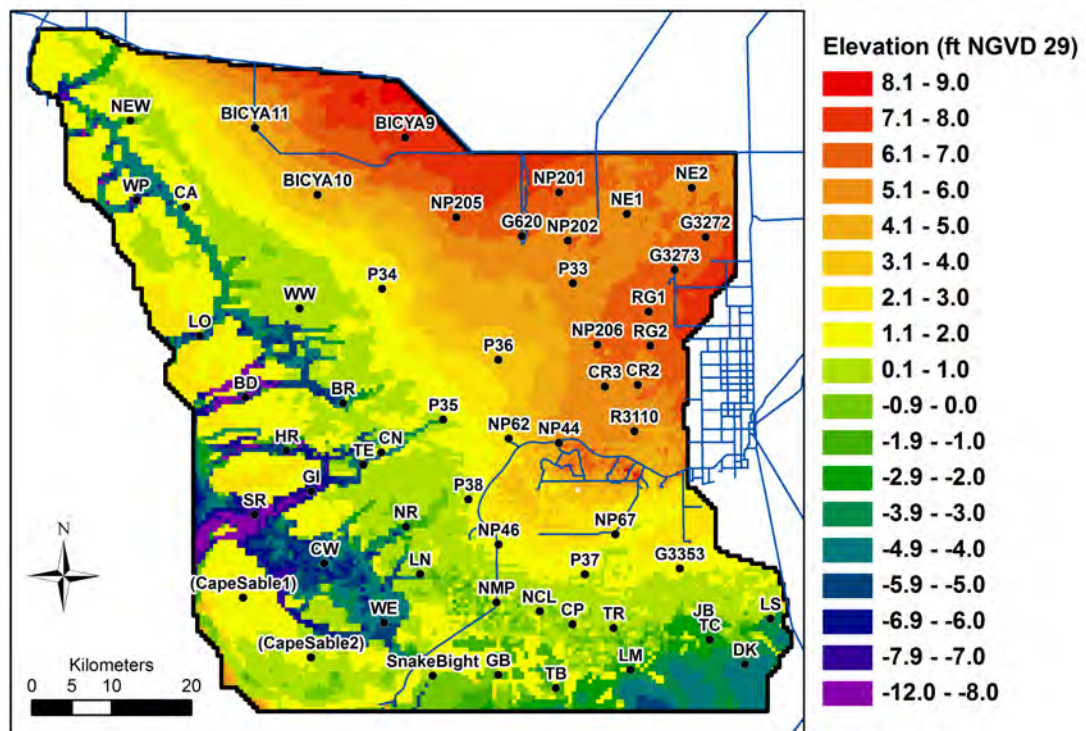 Elevation (ft NGVD 29)
8.1 - 9.0
7.1 - 8.0
6.1 - 7.0
5.1 - 6.0
4.1 - 5.0
3.1 - 4.0
2.1 - 3.0
1.1 - 2.0
0.1 - 1.0
-0.9 - 0.0
-1.9 - -1.0
-2.9 - -2.0
-3.9 - -3.0
-4.9 - -4.0
-5.9 - -5.0
-6.9 - -6.0
-7.9 - -7.0
-12.0 - -8.0
NEW
BICYA11
BICYA9
WP
CA
BICYA10
NP205
NP201
NE2
NE1
G620
NP202
G3272
G3273
P34
P33
WW
RG1
LO
P36
NP206
RG2
BD
BR
CR3
CR2
P35
HR
CN
TE
NP62
NP44
R3110
GI
SR
P38
NR
NP46
NP67
CW
LN
P37
G3353
(CapeSable1)
WE
NMP
NCL
CP
TR
JB
TC
LS
(CapeSable2)
SnakeBight
GB
TB
LM
DK
N
Kilometers
0 5 10 20